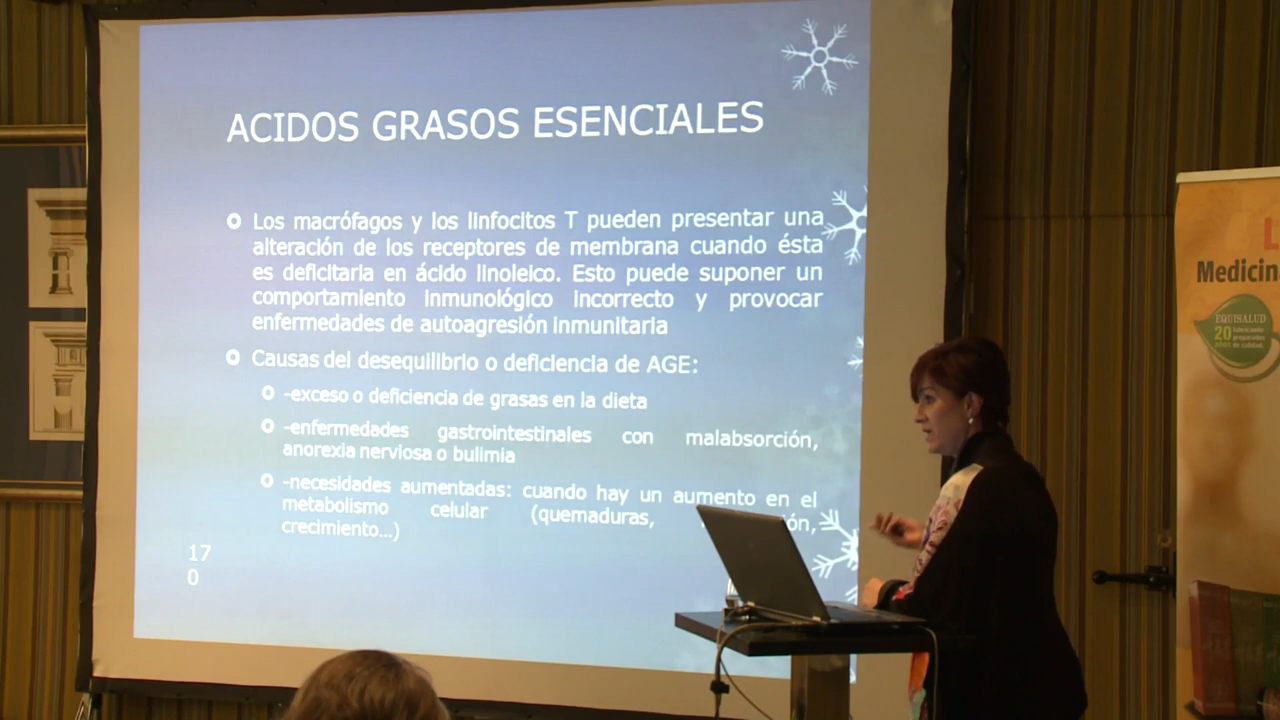 ACIDOS GRASOS ESENCIALES
Los macrófagos y los linfocitos T pueden presentar una
alteración de los receptores de membrana cuando ésta
es deficitaria en ácido linoleico. Esto puede suponer un
comportamiento inmunológico incorrecto y provocar
enfermedades de autoagresión inmunitaria
Causas del desequilibrio o deficiencia de AGE:
-exceso o deficiencia de grasas en la dieta
-enfermedades gastrointestinales con malabsorción,
anorexia nerviosa o bulimia
-necesidades aumentadas: cuando hay un aumento en el
metabolismo celular (quemaduras,
crecimiento...)
17
0
L
Medicin
EQUISALUD
20
años de calidad.